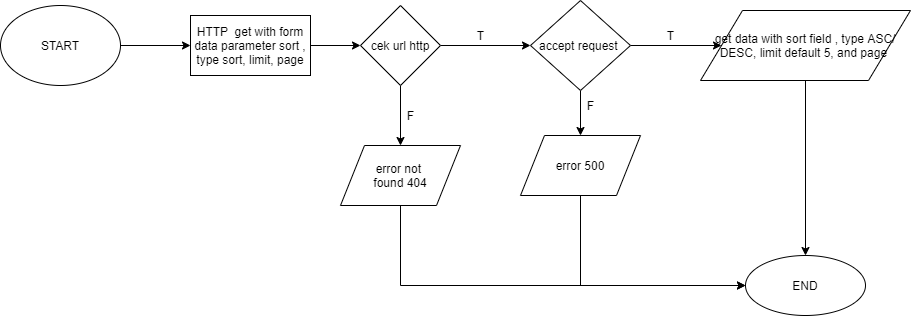 START
HTTP  get with form
data parameter sort ,
type sort, limit, page
cek url http
T
accept request
T
get data with sort field , type ASC/
DESC, limit default 5, and page
F
F
error not
found 404
error 500
END